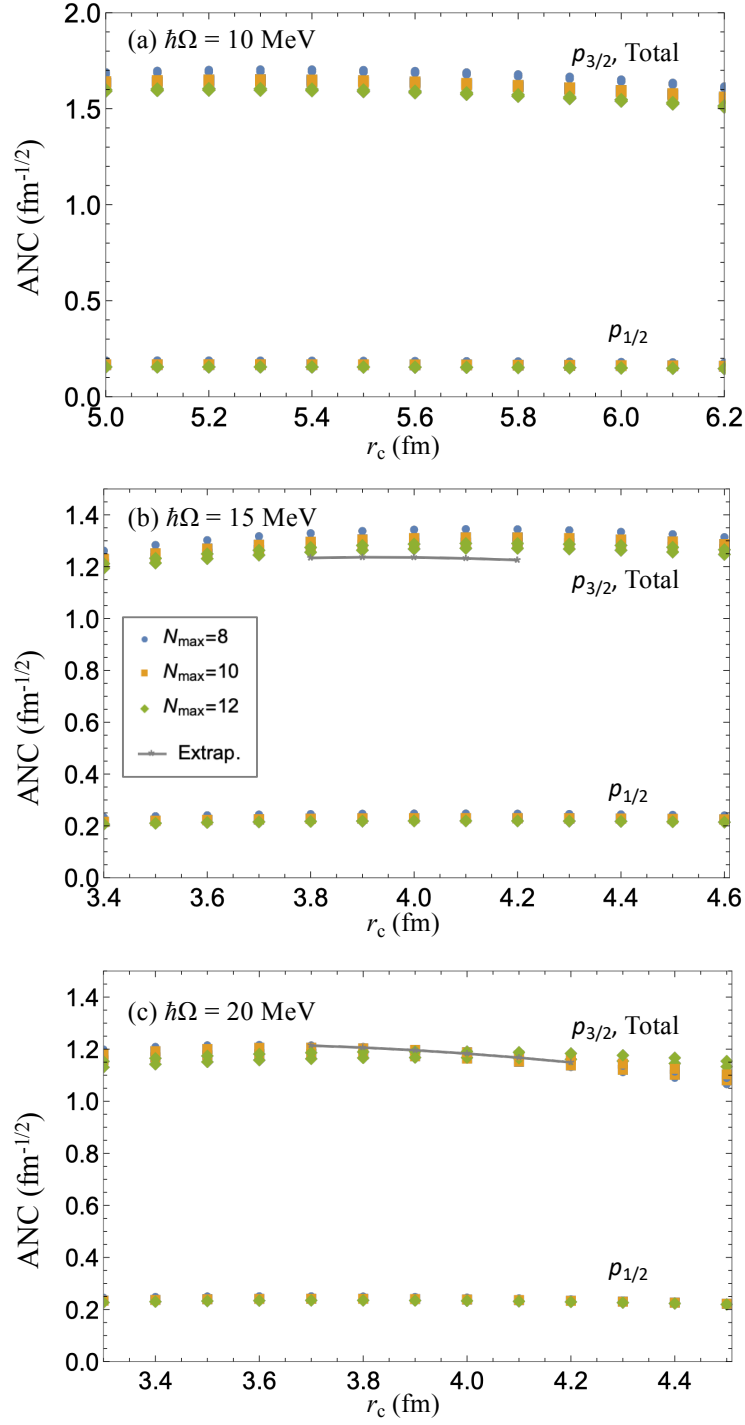 (a) ℏΩ = 10 MeV
p3/2, Total
p1/2
ANC (fm-1/2)
2.0
1.5
1.0
0.5
0.0
5.0 5.2 5.4 5.6 5.8 6.0 6.2
rc (fm)
(b) ℏΩ = 15 MeV
p3/2, Total
Nmax=8
Nmax=10
Nmax=12
Extrap.
p1/2
ANC (fm-1/2)
1.4
1.2
1.0
0.8
0.6
0.4
0.2
0.0
3.4 3.6 3.8 4.0 4.2 4.4 4.6
rc (fm)
(c) ℏΩ = 20 MeV
p3/2, Total
p1/2
ANC (fm-1/2)
1.4
1.2
1.0
0.8
0.6
0.4
0.2
0.0
3.4 3.6 3.8 4.0 4.2 4.4
rc (fm)